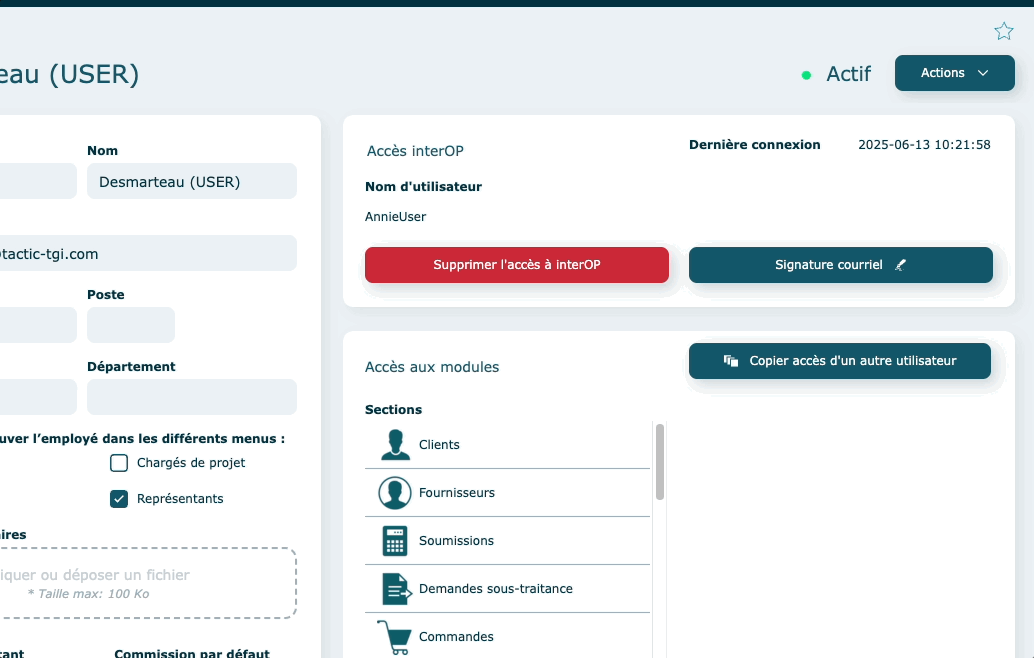 eau (USER)
Actif
Actions
Nom
Desmarteau (USER)
tactic-tgi.com
Poste
Département
uver l’employé dans les différents menus :
Chargés de projet
Représentants
ires
iquer ou déposer un fichier
* Taille max: 100 Ko
tant
Commission par défaut
Accès interOP
Dernière connexion
2025-06-13 10:21:58
Nom d'utilisateur
AnnieUser
Supprimer l'accès à interOP
Signature courriel
Accès aux modules
Copier accès d'un autre utilisateur
Sections
Clients
Fournisseurs
Soumissions
Demandes sous-traitance
Commandes